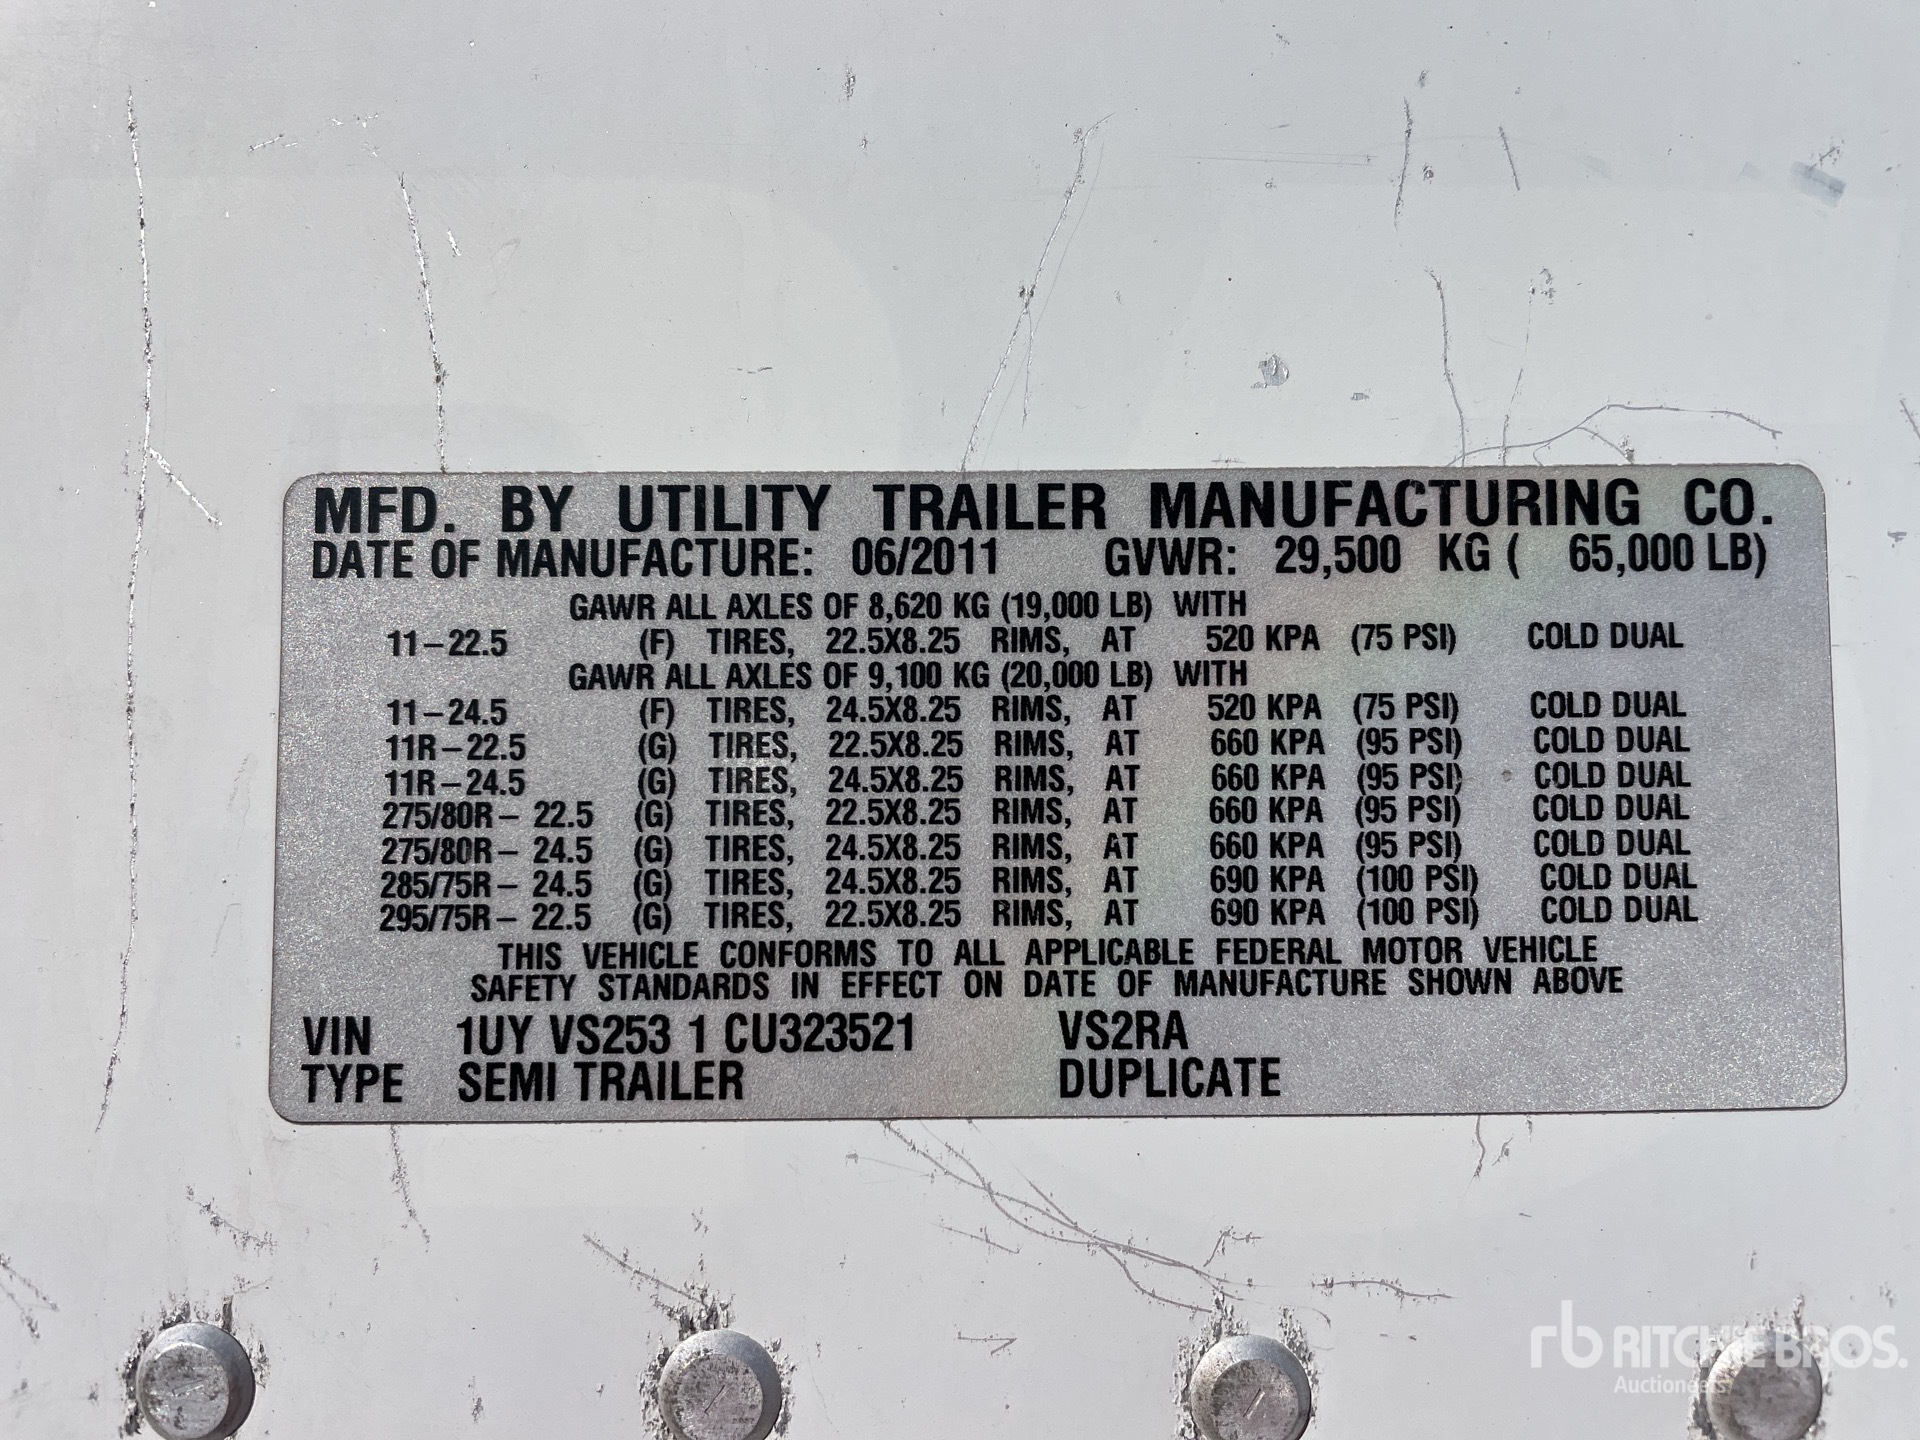 MFD. BY UTILITY TRAILER MANUFACTURING CO.
DATE OF MANUFACTURE: 06/2011 GVWR: 29,500 KG ( 65,000 LB)
GAWR ALL AXLES OF 8,620 KG (19,000 LB) WITH
11-22.5 (F) TIRES, 22.5X8.25 RIMS, AT 520 KPA (75 PSI) COLD DUAL
GAWR ALL AXLES OF 9,100 KG (20,000 LB) WITH
11-24.5 (F) TIRES, 24.5X8.25 RIMS, AT 520 KPA (75 PSI) COLD DUAL
11R-22.5 (G) TIRES, 22.5X8.25 RIMS, AT 660 KPA (95 PSI) COLD DUAL
11R-24.5 (G) TIRES, 24.5X8.25 RIMS, AT 660 KPA (95 PSI) COLD DUAL
275/80R- 22.5 (G) TIRES, 22.5X8.25 RIMS, AT 660 KPA (95 PSI) COLD DUAL
275/80R- 24.5 (G) TIRES, 24.5X8.25 RIMS, AT 660 KPA (95 PSI) COLD DUAL
285/75R- 24.5 (G) TIRES, 24.5X8.25 RIMS, AT 690 KPA (100 PSI) COLD DUAL
295/75R- 22.5 (G) TIRES, 22.5X8.25 RIMS, AT 690 KPA (100 PSI) COLD DUAL
THIS VEHICLE CONFORMS TO ALL APPLICABLE FEDERAL MOTOR VEHICLE
SAFETY STANDARDS IN EFFECT ON DATE OF MANUFACTURE SHOWN ABOVE
VIN 1UY VS253 1 CU323521 VS2RA
TYPE SEMI TRAILER DUPLICATE
rb RITCHIE BROS.
Auctioneers